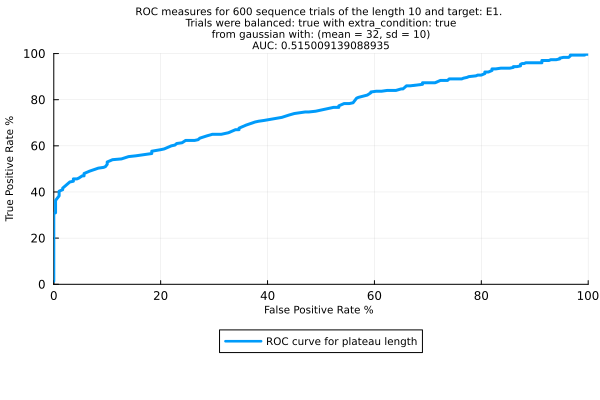 ROC measures for 600 sequence trials of the length 10 and target: E1.
Trials were balanced: true with extra_condition: true
from gaussian with: (mean = 32, sd = 10)
AUC: 0.515009139088935
100
80
60
40
20
0
True Positive Rate %
0 20 40 60 80 100
False Positive Rate %
ROC curve for plateau length